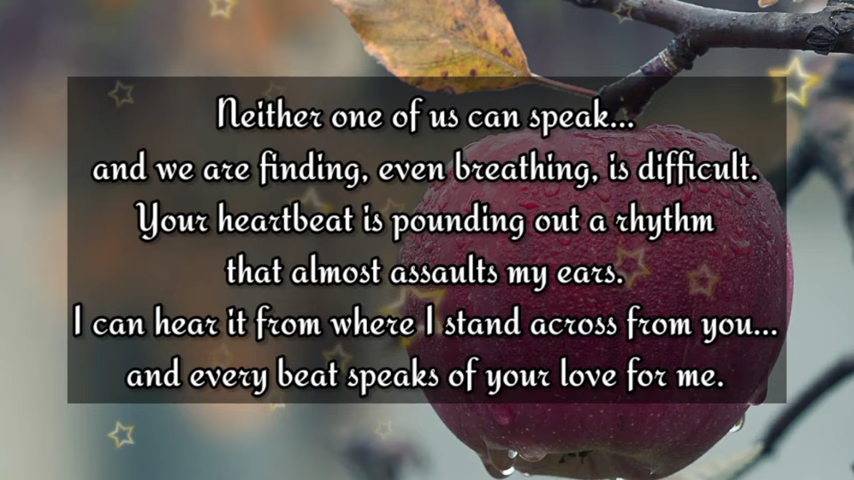 Neither one of us can speak...
and we are finding, even breathing, is difficult.
Your heartbeat is pounding out a rhythm
that almost assaults my ears.
I can hear it from where I stand across from you...
and every beat speaks of your love for me.